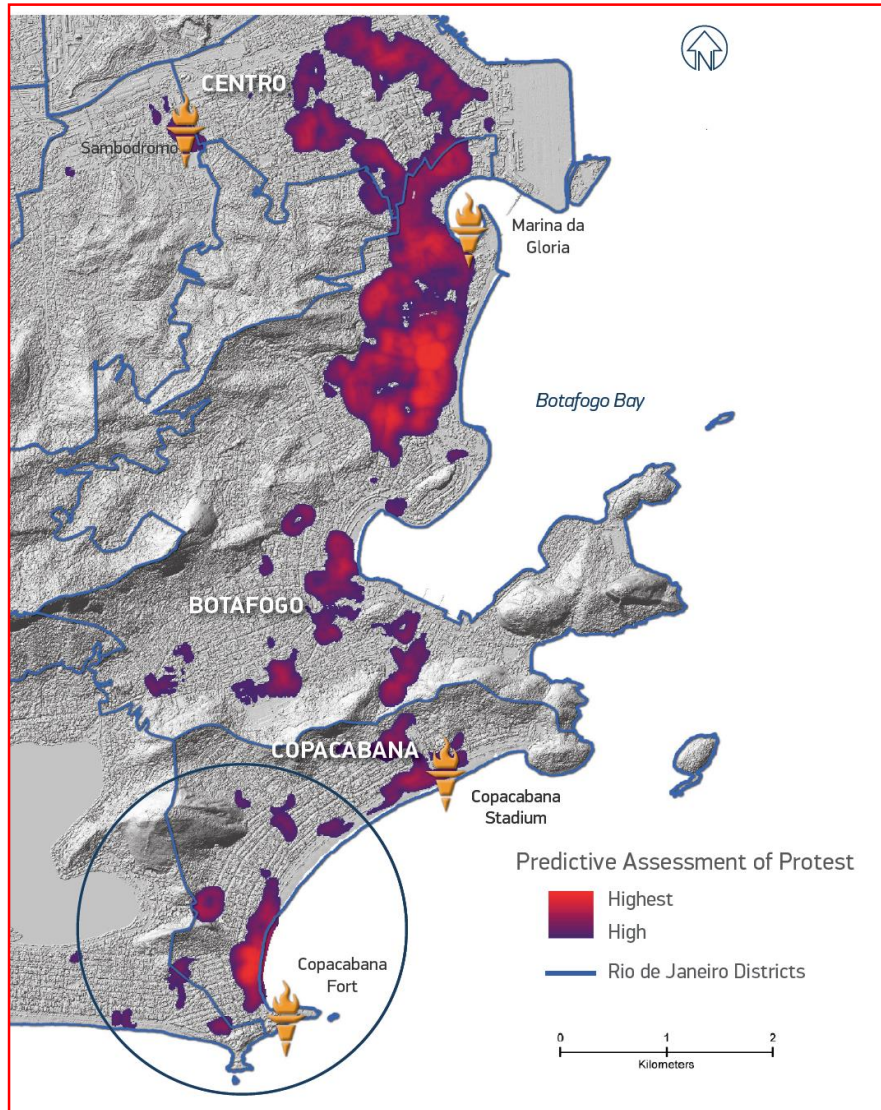 N
CENTRO
Sambodromo
Marina da
Gloria
Botafogo Bay
BOTAFOGO
COPACABANA
Copacabana
Stadium
Predictive Assessment of Protest
Highest
High
Rio de Janeiro Districts
Copacabana
Fort
0 1 2
Kilometers